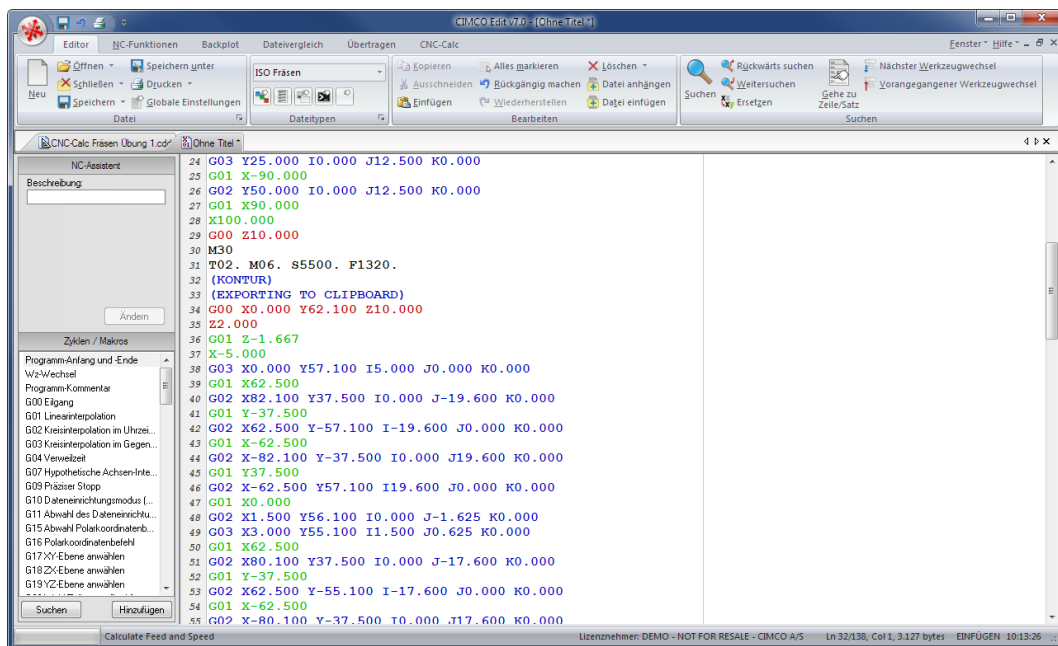 CIMCO Edit v7.0 - [Ohne Titel *]
Editor NC-Funktionen Backplot Dateivergleich Übertragen CNC-Calc Fenster Hilfe
Neu
Öffnen Speichern unter
Schließen Drucken
Speichern Globale Einstellungen
Datei
ISO Fräsen
Dateitypen
Kopieren Alles markieren Löschen
Ausschneiden Rückgängig machen Datei anhängen
Einfügen Wiederherstellen Datei einfügen
Bearbeiten
Suchen
Rückwärts suchen
Weitersuchen
Ersetzen
Gehe zu
Zeile/Satz
Nächster Werkzeugwechsel
Vorangegangener Werkzeugwechsel
Suchen
CNC-Calc Fräsen Übung 1.cdd Ohne Titel *
NC-Assistent
Beschreibung:
Ändern
Zyklen / Makros
Programm-Anfang und -Ende
Wz-Wechsel
Programm-Kommentar
G00 Eilgang
G01 Linearinterpolation
G02 Kreisinterpolation im Uhrzei...
G03 Kreisinterpolation im Gegen...
G04 Verweilzeit
G07 Hypothetische Achsen-Inte...
G09 Präziser Stopp
G10 Dateneinrichtungsmodus (...
G11 Abwahl des Dateneinrichtu...
G15 Abwahl Polarkoordinatenb...
G16 Polarkoordinatenbefehl
G17 XY-Ebene anwählen
G18 ZX-Ebene anwählen
G19 YZ-Ebene anwählen
Suchen Hinzufügen
24 G03 Y25.000 I0.000 J12.500 K0.000
25 G01 X-90.000
26 G02 Y50.000 I0.000 J12.500 K0.000
27 G01 X90.000
28 X100.000
29 G00 Z10.000
30 M30
31 T02. M06. S5500. F1320.
32 (KONTUR)
33 (EXPORTING TO CLIPBOARD)
34 G00 X0.000 Y62.100 Z10.000
35 Z2.000
36 G01 Z-1.667
37 X-5.000
38 G03 X0.000 Y57.100 I5.000 J0.000 K0.000
39 G01 X62.500
40 G02 X82.100 Y37.500 I0.000 J-19.600 K0.000
41 G01 Y-37.500
42 G02 X62.500 Y-57.100 I-19.600 J0.000 K0.000
43 G01 X-62.500
44 G02 X-82.100 Y-37.500 I0.000 J19.600 K0.000
45 G01 Y37.500
46 G02 X-62.500 Y57.100 I19.600 J0.000 K0.000
47 G01 X0.000
48 G02 X1.500 Y56.100 I0.000 J-1.625 K0.000
49 G03 X3.000 Y55.100 I1.500 J0.625 K0.000
50 G01 X62.500
51 G02 X80.100 Y37.500 I0.000 J-17.600 K0.000
52 G01 Y-37.500
53 G02 X62.500 Y-55.100 I-17.600 J0.000 K0.000
54 G01 X-62.500
55 G02 X-80.100 Y-37.500 I0.000 J17.600 K0.000
Calculate Feed and Speed Lizenznehmer: DEMO - NOT FOR RESALE - CIMCO A/S Ln 32/138, Col 1, 3.127 bytes EINFÜGEN 10:13:26